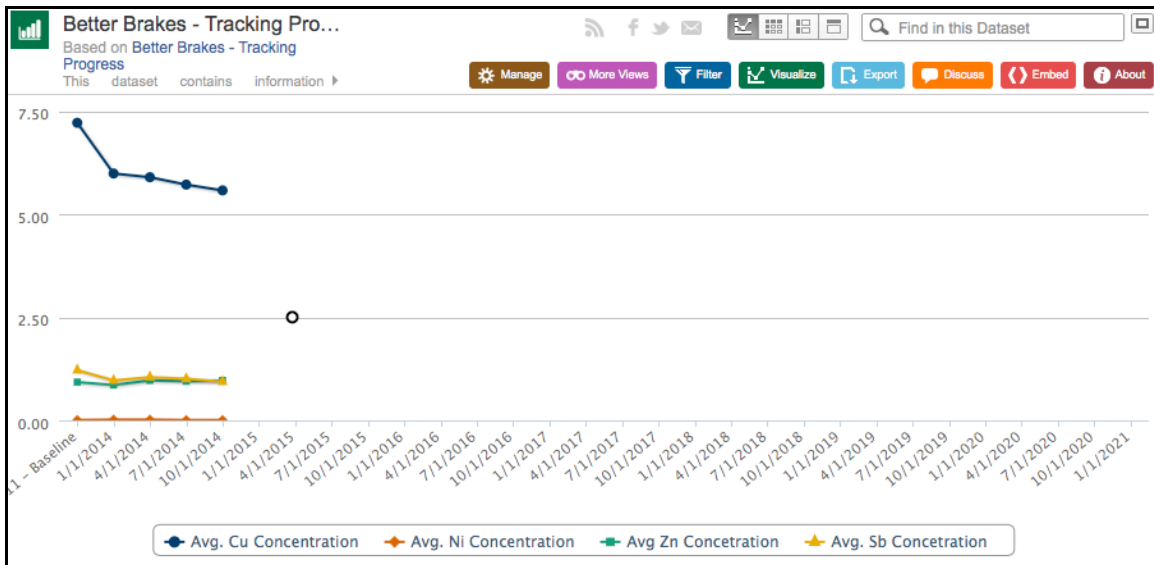 Better Brakes - Tracking Pro...
Based on Better Brakes - Tracking
Progress
This dataset contains information
Find in this Dataset
Manage
More Views
Filter
Visualize
Export
Discuss
Embed
About
7.50
5.00
2.50
0.00
11 – Baseline
1/1/2014
4/1/2014
7/1/2014
10/1/2014
1/1/2015
4/1/2015
7/1/2015
10/1/2015
1/1/2016
4/1/2016
7/1/2016
10/1/2016
1/1/2017
4/1/2017
7/1/2017
10/1/2017
1/1/2018
4/1/2018
7/1/2018
10/1/2018
1/1/2019
4/1/2019
7/1/2019
10/1/2019
1/1/2020
4/1/2020
7/1/2020
10/1/2020
1/1/2021
Avg. Cu Concentration
Avg. Ni Concentration
Avg Zn Concetration
Avg. Sb Concetration